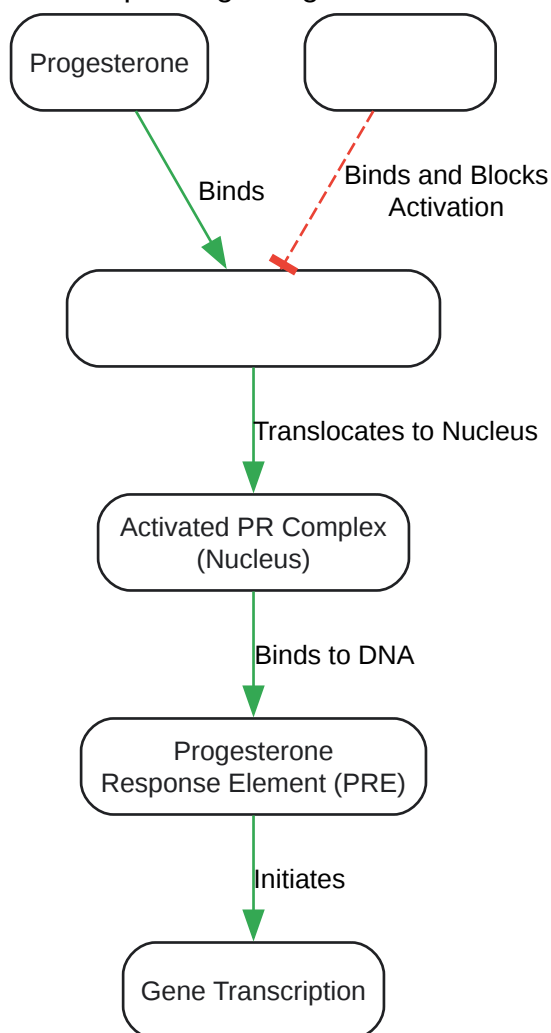 Progesterone
Binds
Binds and Blocks
Activation
Translocates to Nucleus
Activated PR Complex
(Nucleus)
Binds to DNA
Progesterone
Response Element (PRE)
Initiates
Gene Transcription